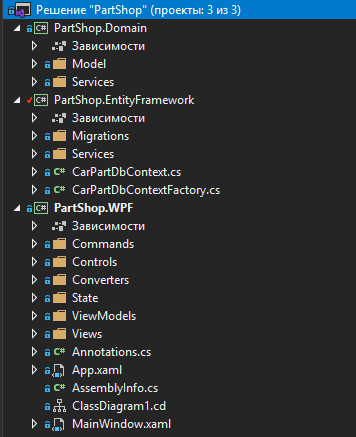 Решение "PartShop" (проекты: 3 из 3)
PartShop.Domain
Зависимости
Model
Services
PartShop.EntityFramework
Зависимости
Migrations
Services
C# CarPartDbContext.cs
C# CarPartDbContextFactory.cs
PartShop.WPF
Зависимости
Commands
Controls
Converters
State
ViewModels
Views
C# Annotations.cs
App.xaml
C# AssemblyInfo.cs
ClassDiagram1.cd
MainWindow.xaml